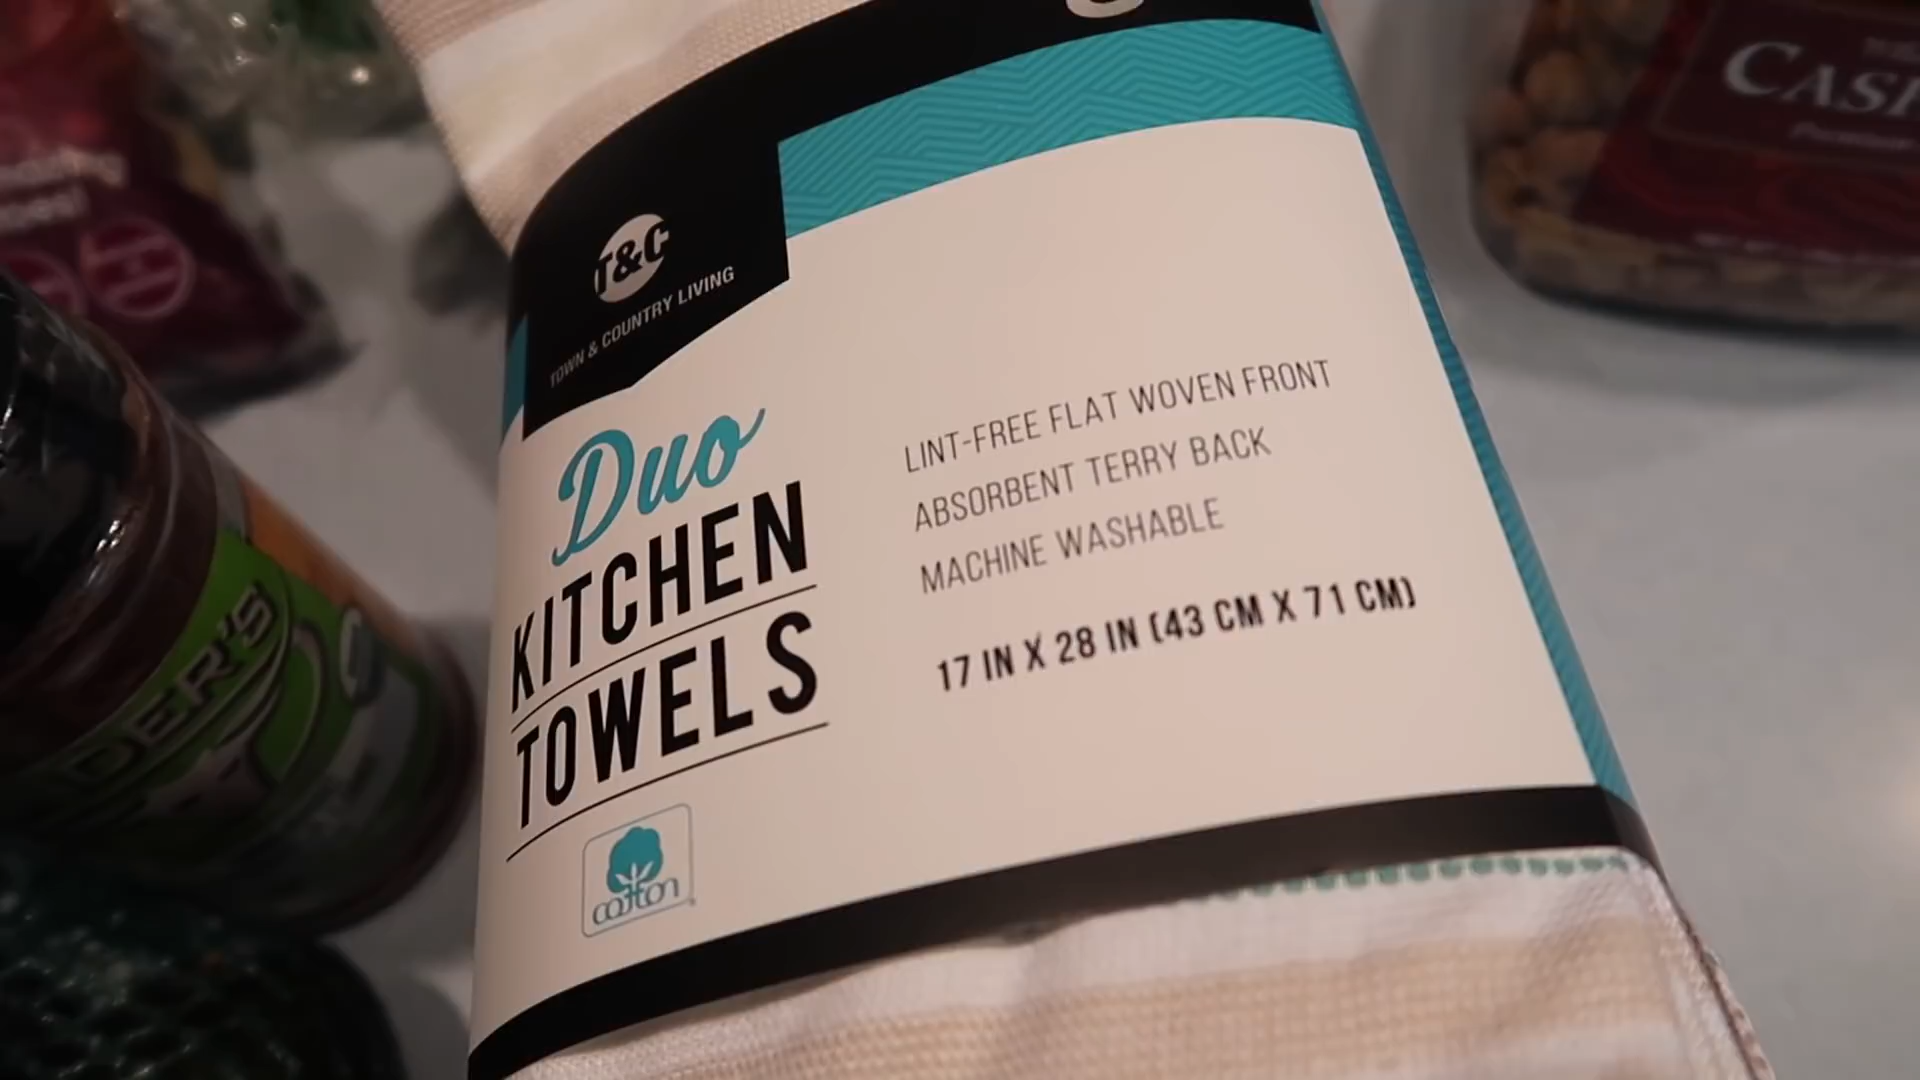 T&C
TOWN & COUNTRY LIVING
Duo
KITCHEN
TOWELS
cotton
LINT-FREE FLAT WOVEN FRONT
ABSORBENT TERRY BACK
MACHINE WASHABLE
17 IN X 28 IN (43 CM X 71 CM)
DER'S
CAS